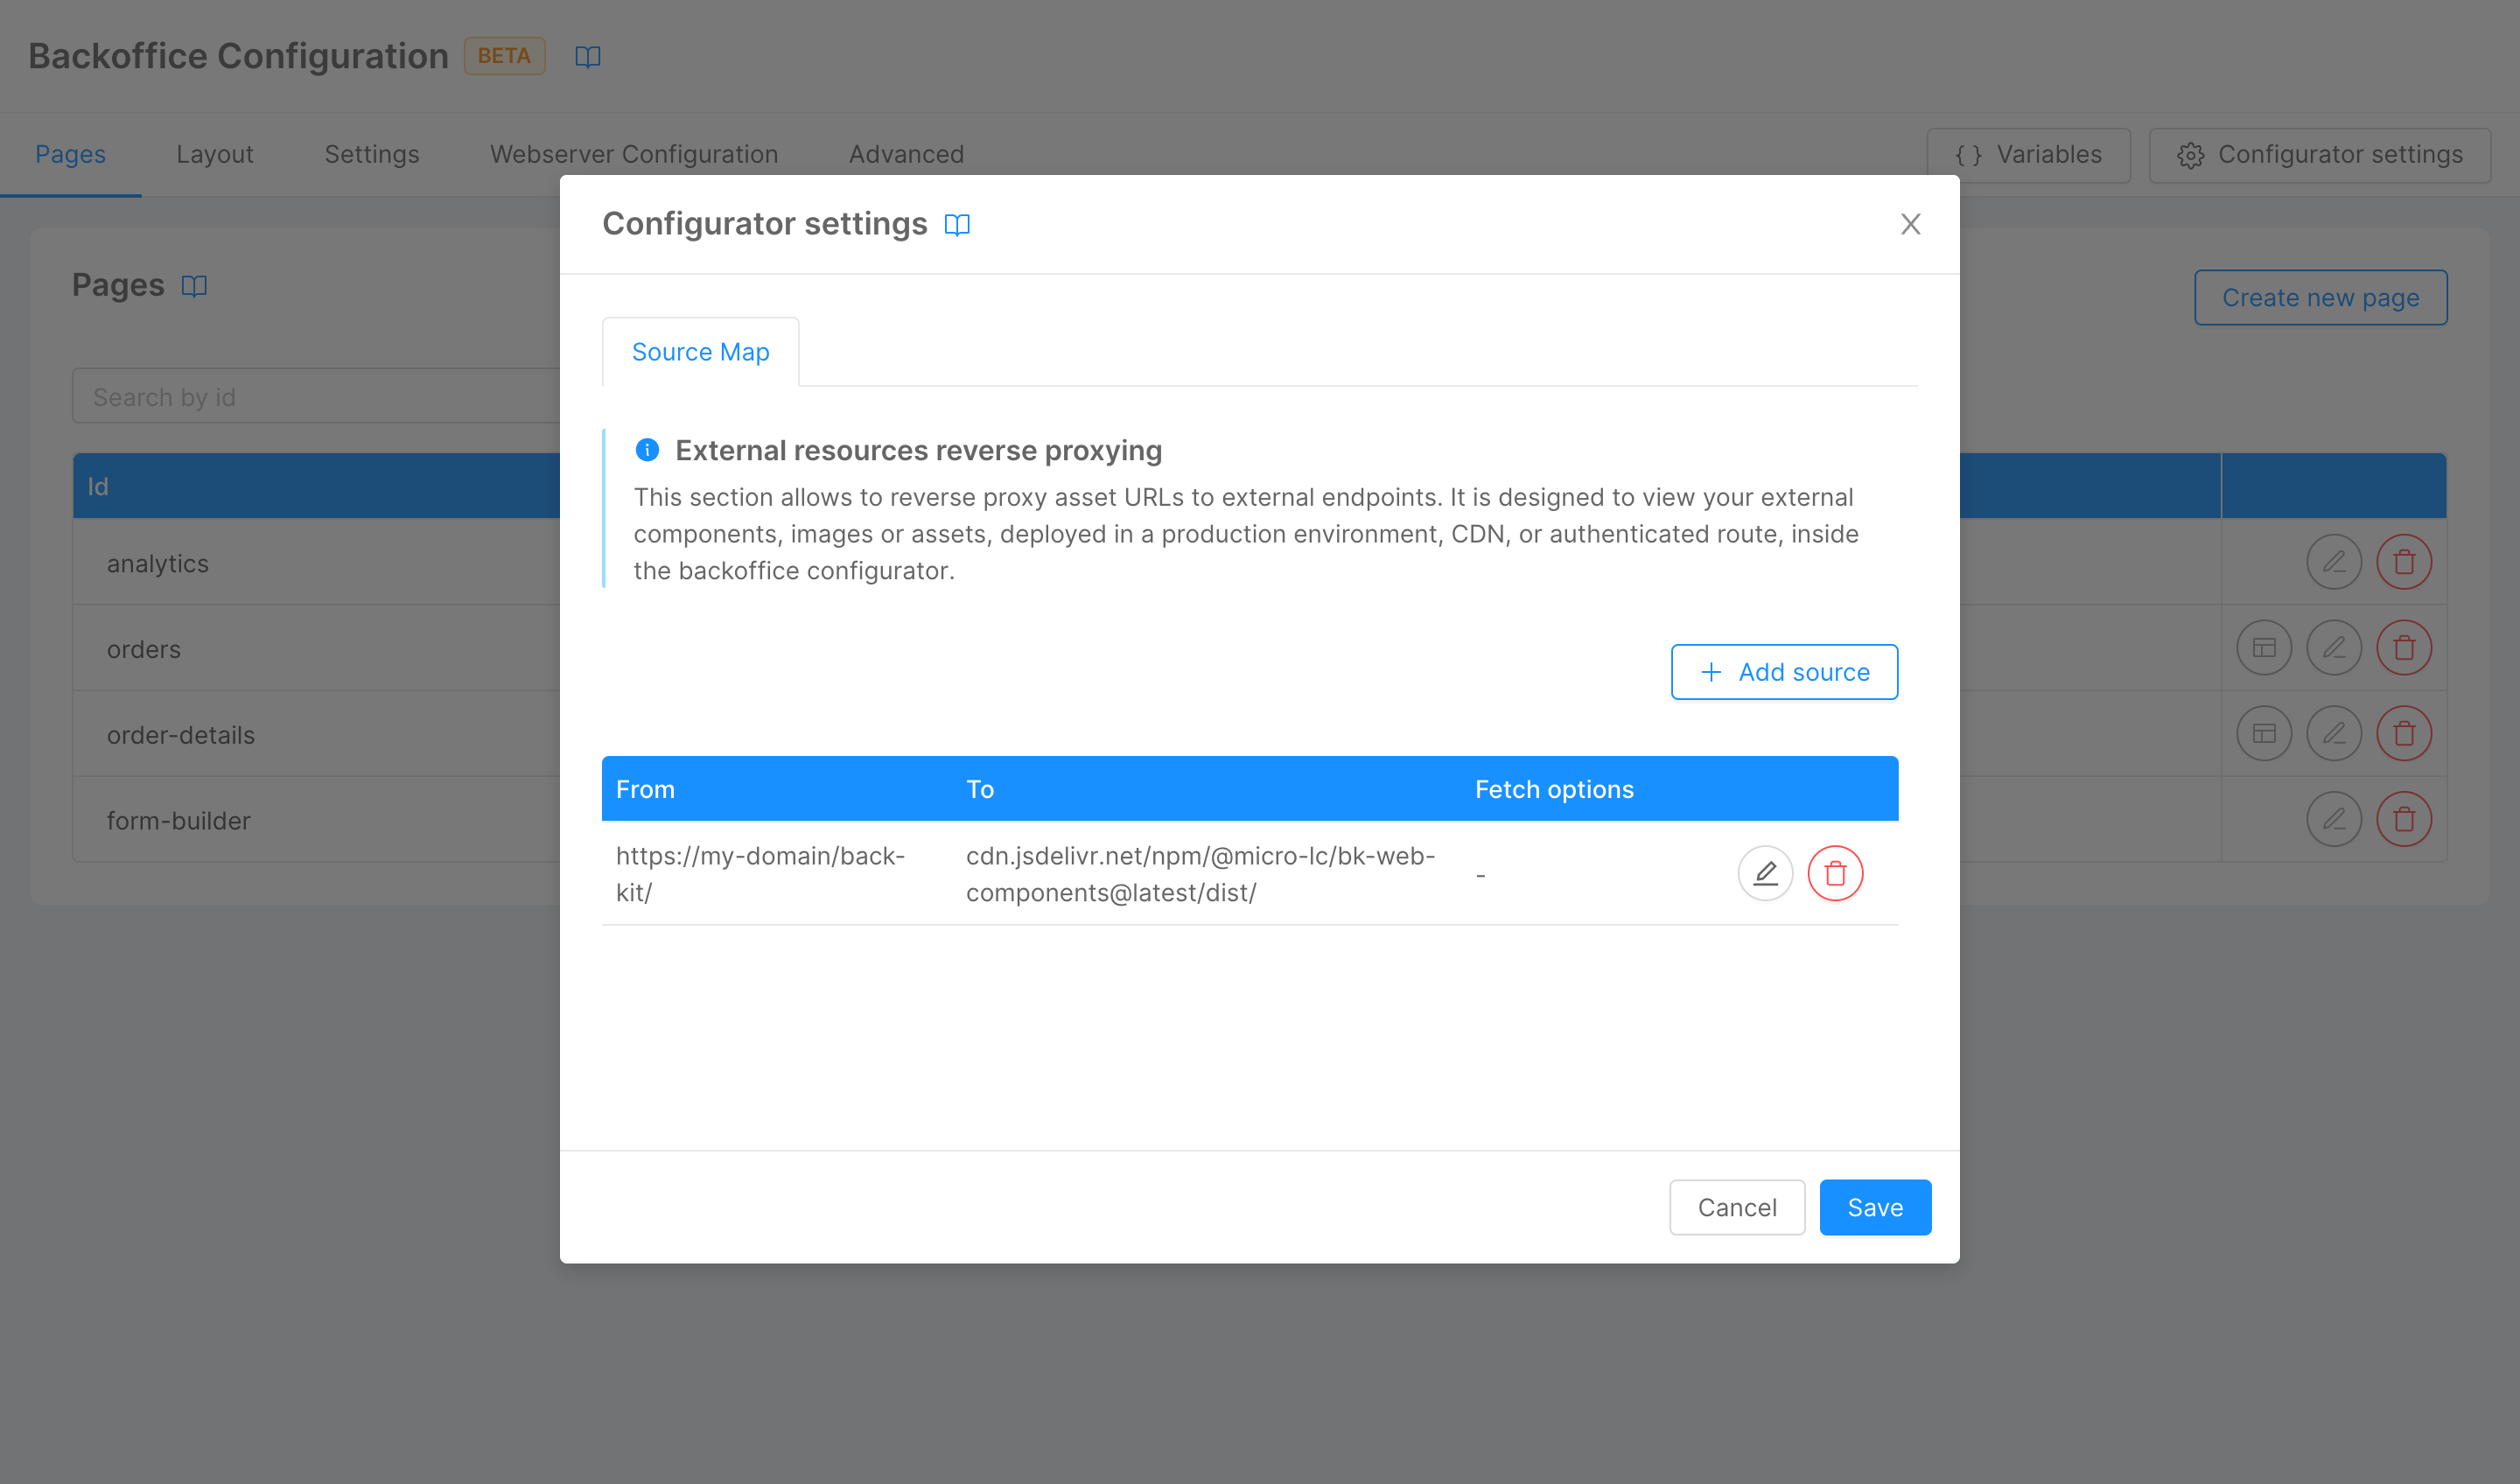 Backoffice Configuration BETA
Pages Layout Settings Webserver Configuration Advanced { } Variables Configurator settings
Pages
Create new page
Search by id
Id
analytics
orders
order-details
form-builder
Configurator settings
Source Map
External resources reverse proxying
This section allows to reverse proxy asset URLs to external endpoints. It is designed to view your external
components, images or assets, deployed in a production environment, CDN, or authenticated route, inside
the backoffice configurator.
+ Add source
From To Fetch options
https://my-domain/back-
kit/
cdn.jsdelivr.net/npm/@micro-lc/bk-web-
components@latest/dist/
-
Cancel Save